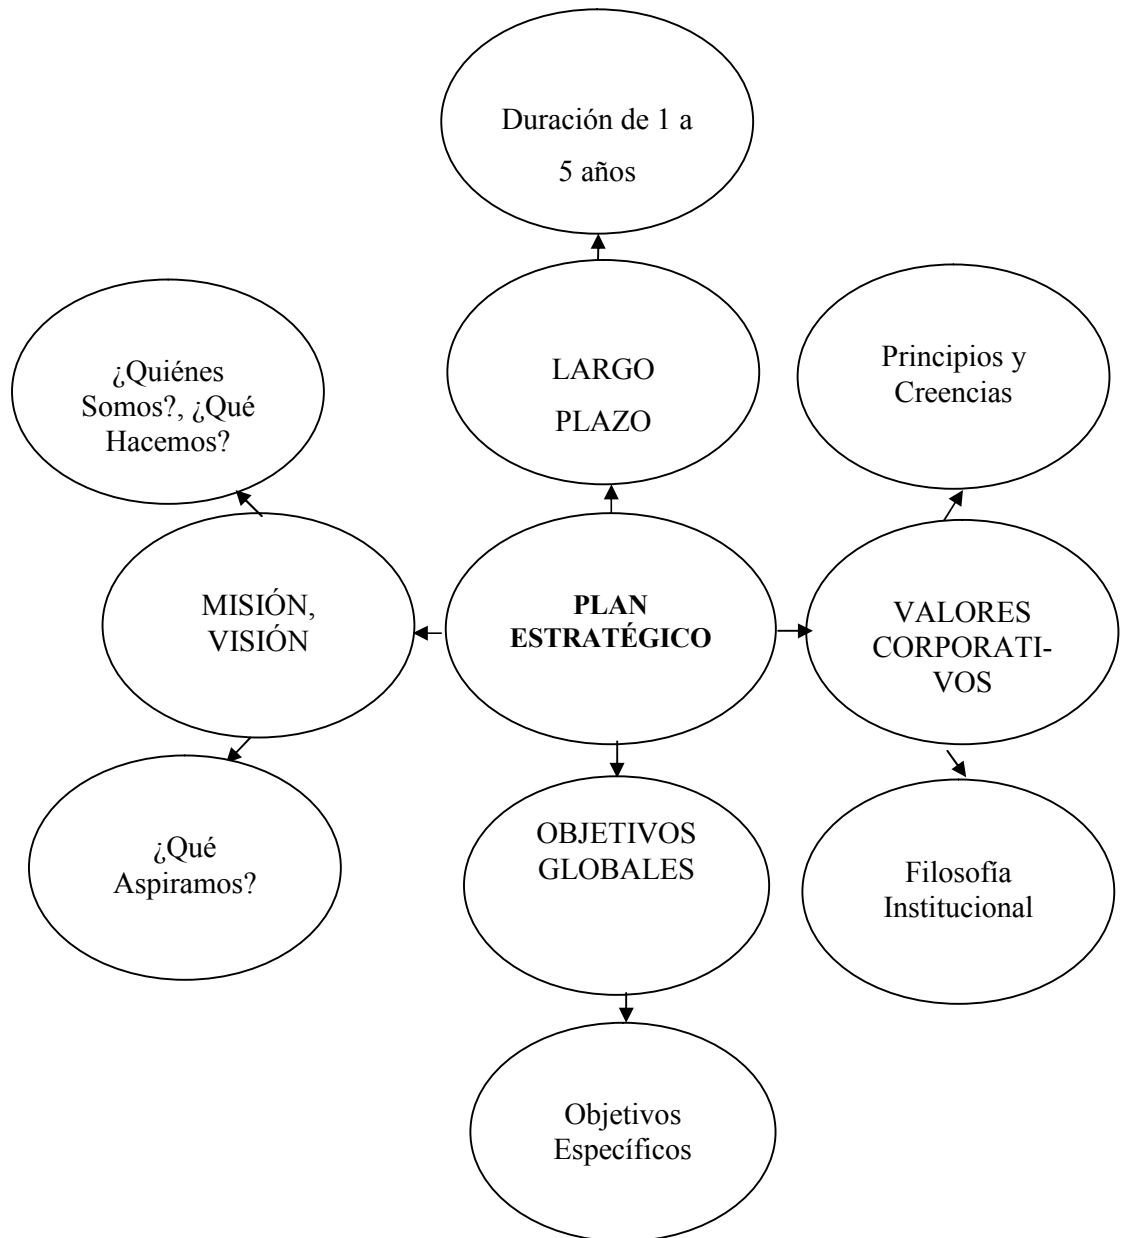 Duración de 1 a
5 años
LARGO
PLAZO
Principios y
Creencias
¿Quiénes
Somos?, ¿Qué
Hacemos?
MISIÓN,
VISIÓN
PLAN
ESTRATÉGICO
VALORES
CORPORATI-
VOS
¿Qué
Aspiramos?
OBJETIVOS
GLOBALES
Filosofía
Institucional
Objetivos
Específicos